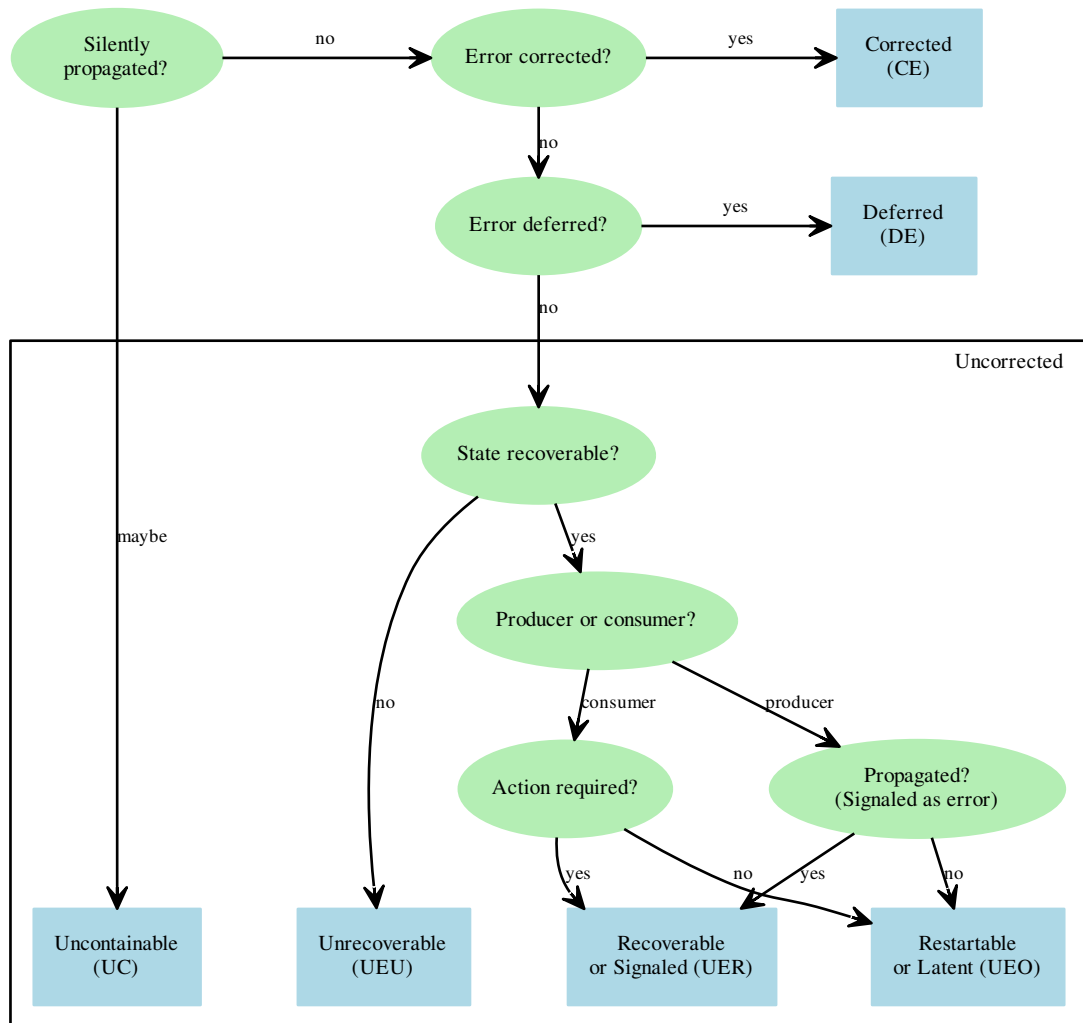 Silently
propagated?
no
Error corrected?
yes
Corrected
(CE)
no
Error deferred?
yes
Deferred
(DE)
no
Uncorrected
State recoverable?
maybe
yes
Producer or consumer?
no
consumer
producer
Action required?
Propagated?
(Signaled as error)
yes
no
yes
no
Uncontainable
(UC)
Unrecoverable
(UEU)
Recoverable
or Signaled (UER)
Restartable
or Latent (UEO)